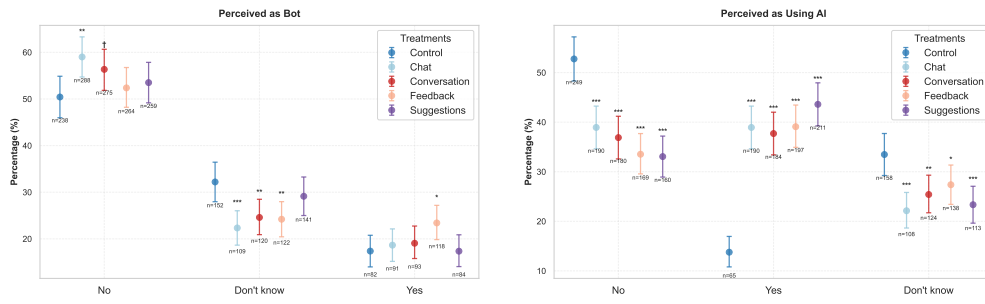 Perceived as Bot
Percentage (%)
60
50
40
30
20
No
Don't know
Yes
Treatments
Control
Chat
Conversation
Feedback
Suggestions
**
†
n=238
n=288
n=275
n=264
n=259
***
**
**
n=152
n=109
n=120
n=122
n=141
*
n=82
n=91
n=93
n=118
n=84
Perceived as Using AI
Percentage (%)
50
40
30
20
10
No
Yes
Don't know
Treatments
Control
Chat
Conversation
Feedback
Suggestions
***
***
***
***
n=249
n=190
n=180
n=169
n=160
***
***
***
***
n=65
n=190
n=184
n=197
n=211
***
**
*
***
n=158
n=108
n=124
n=136
n=113